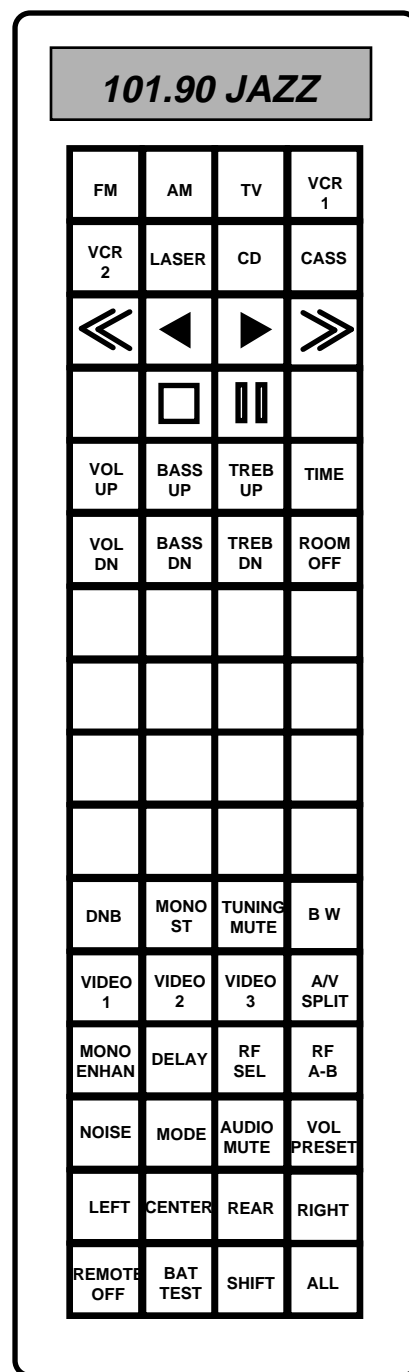 101.90 JAZZ
FM AM TV VCR 1
VCR 2 LASER CD CASS
VOL UP BASS UP TREB UP TIME
VOL DN BASS DN TREB DN ROOM OFF
DNB MONO ST TUNING MUTE B W
VIDEO 1 VIDEO 2 VIDEO 3 A/V SPLIT
MONO ENHAN DELAY RF SEL RF A-B
NOISE MODE AUDIO MUTE VOL PRESET
LEFT CENTER REAR RIGHT
REMOTE OFF BAT TEST SHIFT ALL